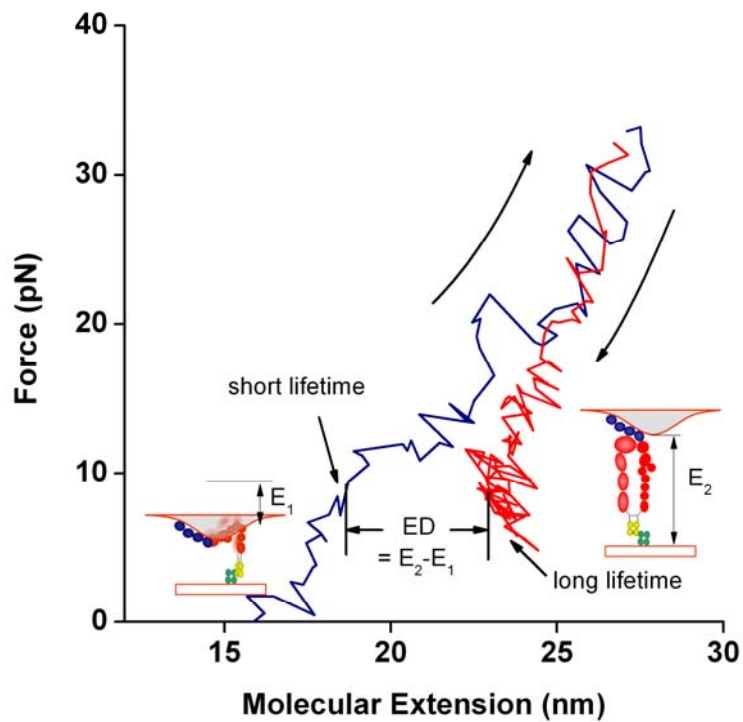 40
30
20
10
0
15
20
25
30
Force (pN)
Molecular Extension (nm)
short lifetime
E1
ED
= E2-E1
long lifetime
E2